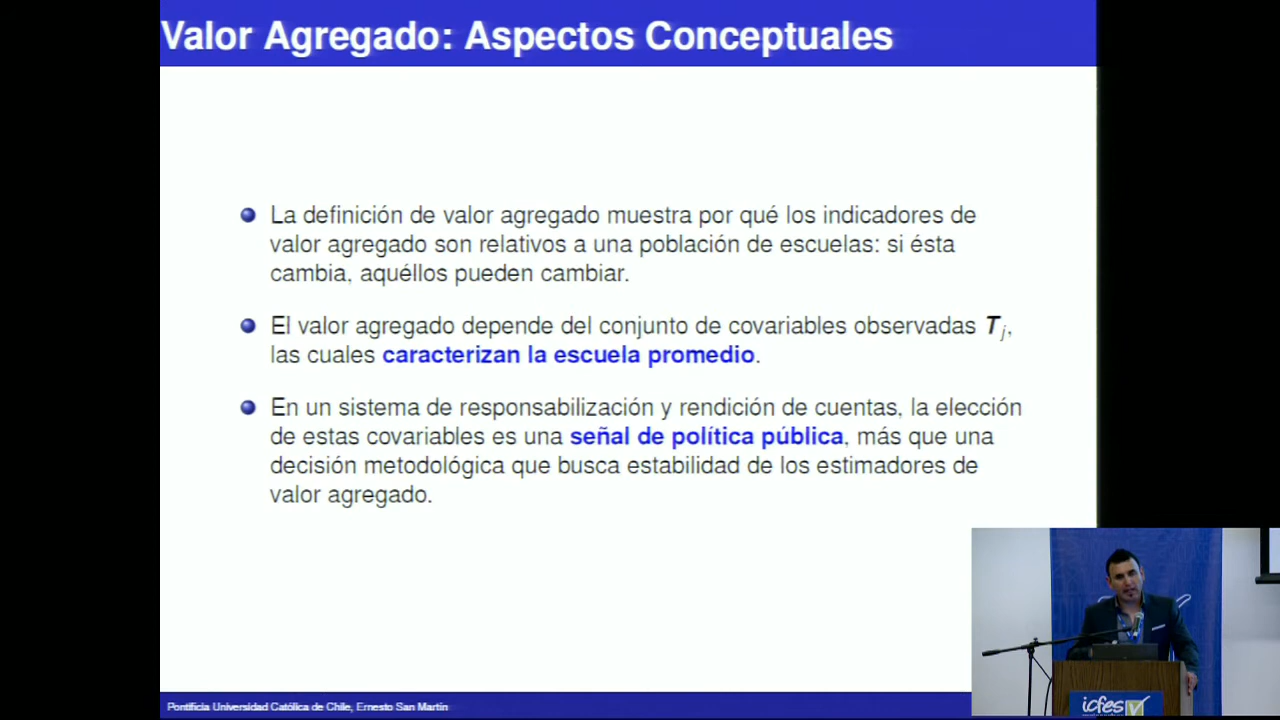 Valor Agregado: Aspectos Conceptuales
La definición de valor agregado muestra por qué los indicadores de
valor agregado son relativos a una población de escuelas: si ésta
cambia, aquéllos pueden cambiar.
El valor agregado depende del conjunto de covariables observadas Tj,
las cuales caracterizan la escuela promedio.
En un sistema de responsabilización y rendición de cuentas, la elección
de estas covariables es una señal de política pública, más que una
decisión metodológica que busca estabilidad de los estimadores de
valor agregado.
Pontificia Universidad Católica de Chile, Ernesto San Martín
icfes